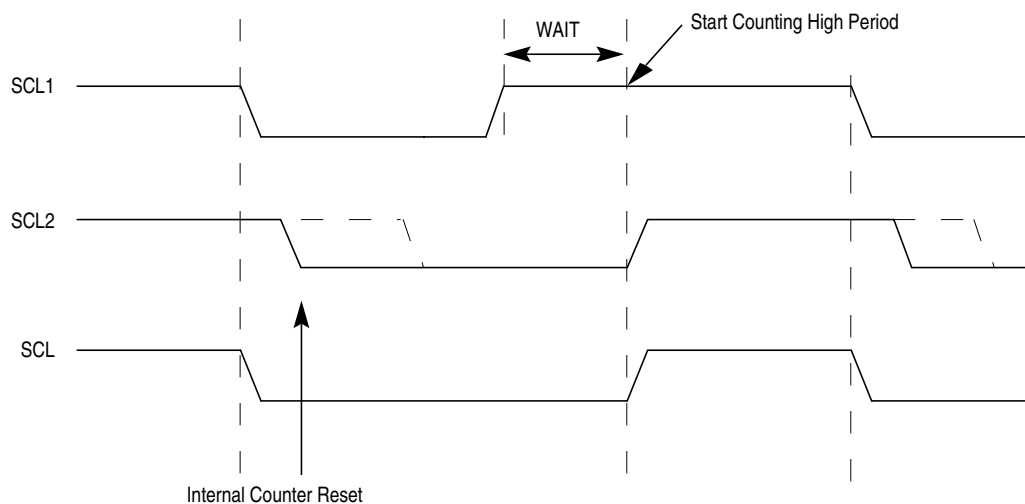 WAIT
Start Counting High Period
SCL1
SCL2
SCL
Internal Counter Reset